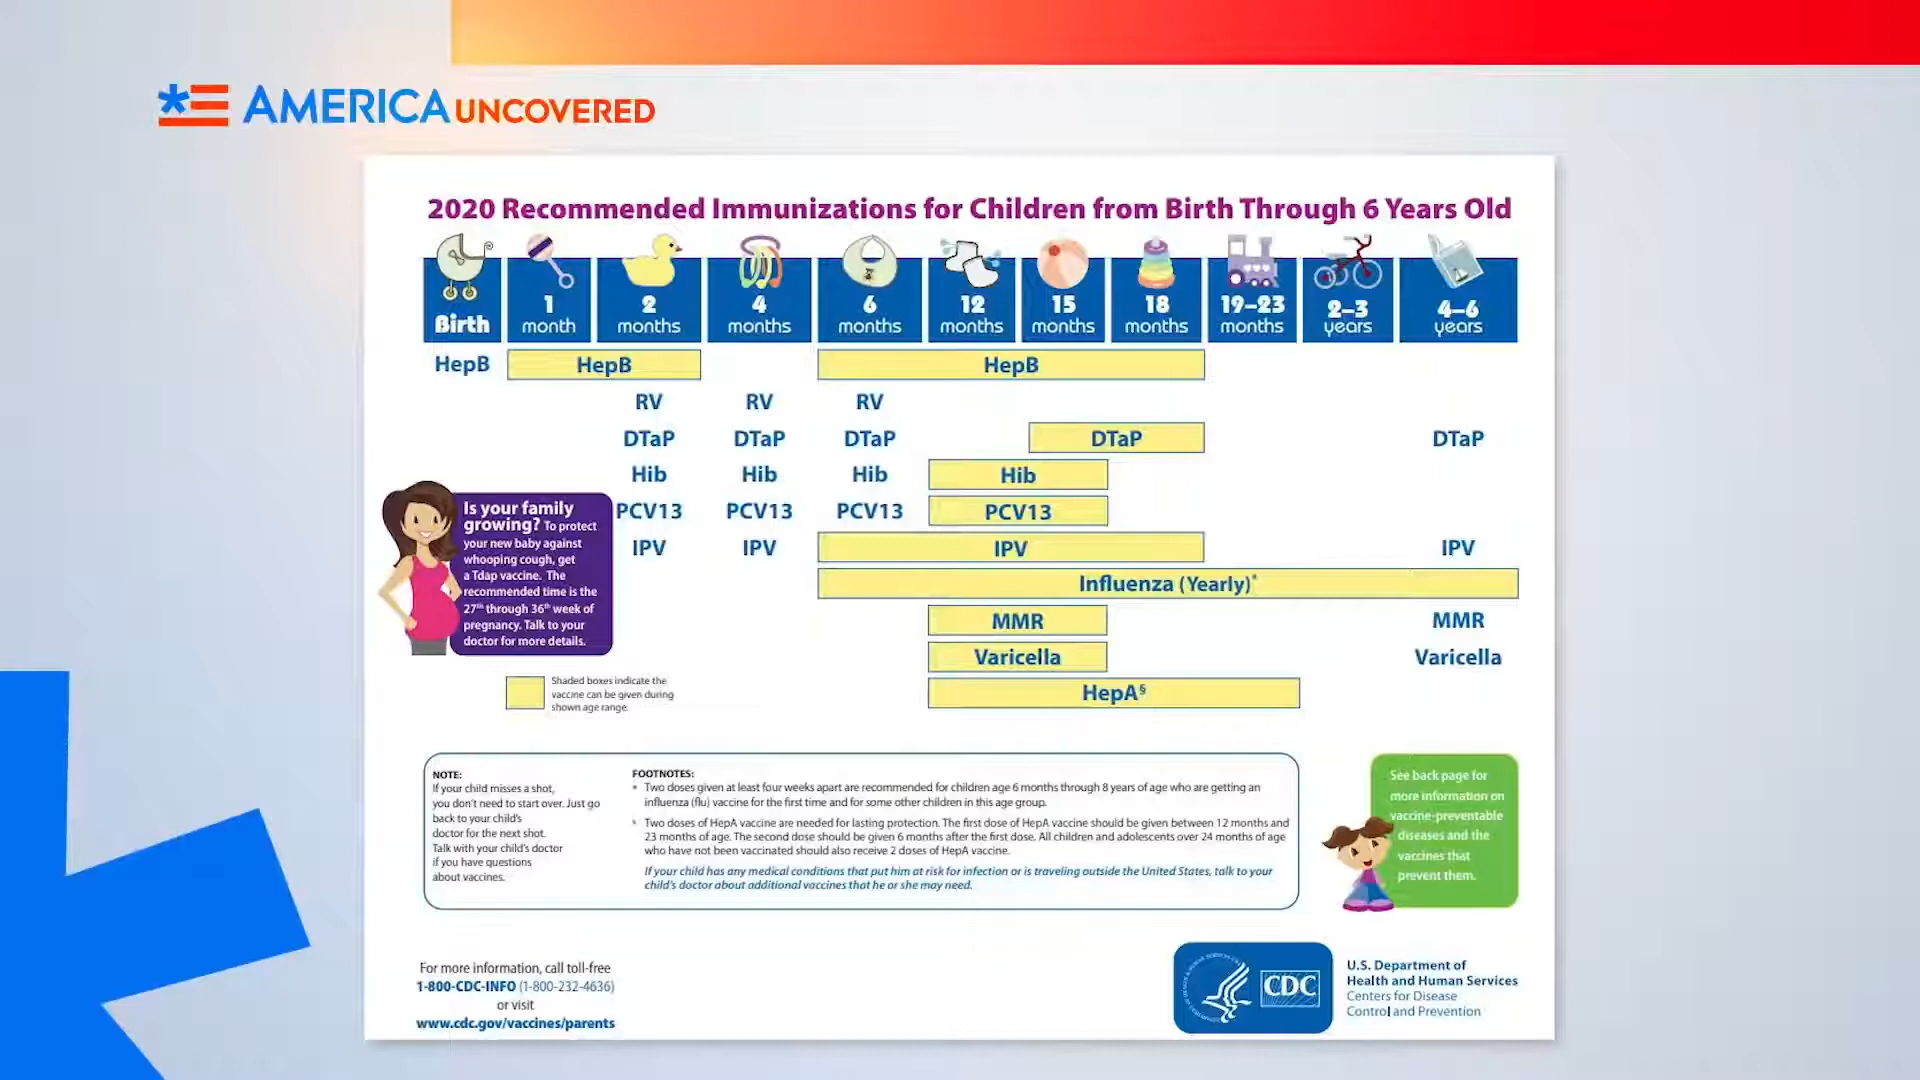 AMERICA UNCOVERED
2020 Recommended Immunizations for Children from Birth Through 6 Years Old
Birth
1 month
2 months
4 months
6 months
12 months
15 months
18 months
19–23 months
2–3 years
4–6 years
HepB HepB HepB
RV RV RV
DTaP DTaP DTaP DTaP DTaP
Hib Hib Hib Hib
PCV13 PCV13 PCV13 PCV13
IPV IPV IPV IPV
Influenza (Yearly)*
MMR MMR
Varicella Varicella
HepA§
Is your family
growing? To protect
your new baby against
whooping cough, get
a Tdap vaccine. The
recommended time is the
27th through 36th week of
pregnancy. Talk to your
doctor for more details.
Shaded boxes indicate the
vaccine can be given during
shown age range.
NOTE:
If your child misses a shot,
you don't need to start over. Just go
back to your child's
doctor for the next shot.
Talk with your child's doctor
if you have questions
about vaccines.
FOOTNOTES:
* Two doses given at least four weeks apart are recommended for children age 6 months through 8 years of age who are getting an
influenza (flu) vaccine for the first time and for some other children in this age group.
§ Two doses of HepA vaccine are needed for lasting protection. The first dose of HepA vaccine should be given between 12 months and
23 months of age. The second dose should be given 6 months after the first dose. All children and adolescents over 24 months of age
who have not been vaccinated should also receive 2 doses of HepA vaccine.
If your child has any medical conditions that put him at risk for infection or is traveling outside the United States, talk to your
child's doctor about additional vaccines that he or she may need.
See back page for
more information on
vaccine-preventable
diseases and the
vaccines that
prevent them.
For more information, call toll-free
1-800-CDC-INFO (1-800-232-4636)
or visit
www.cdc.gov/vaccines/parents
CDC
U.S. Department of
Health and Human Services
Centers for Disease
Control and Prevention